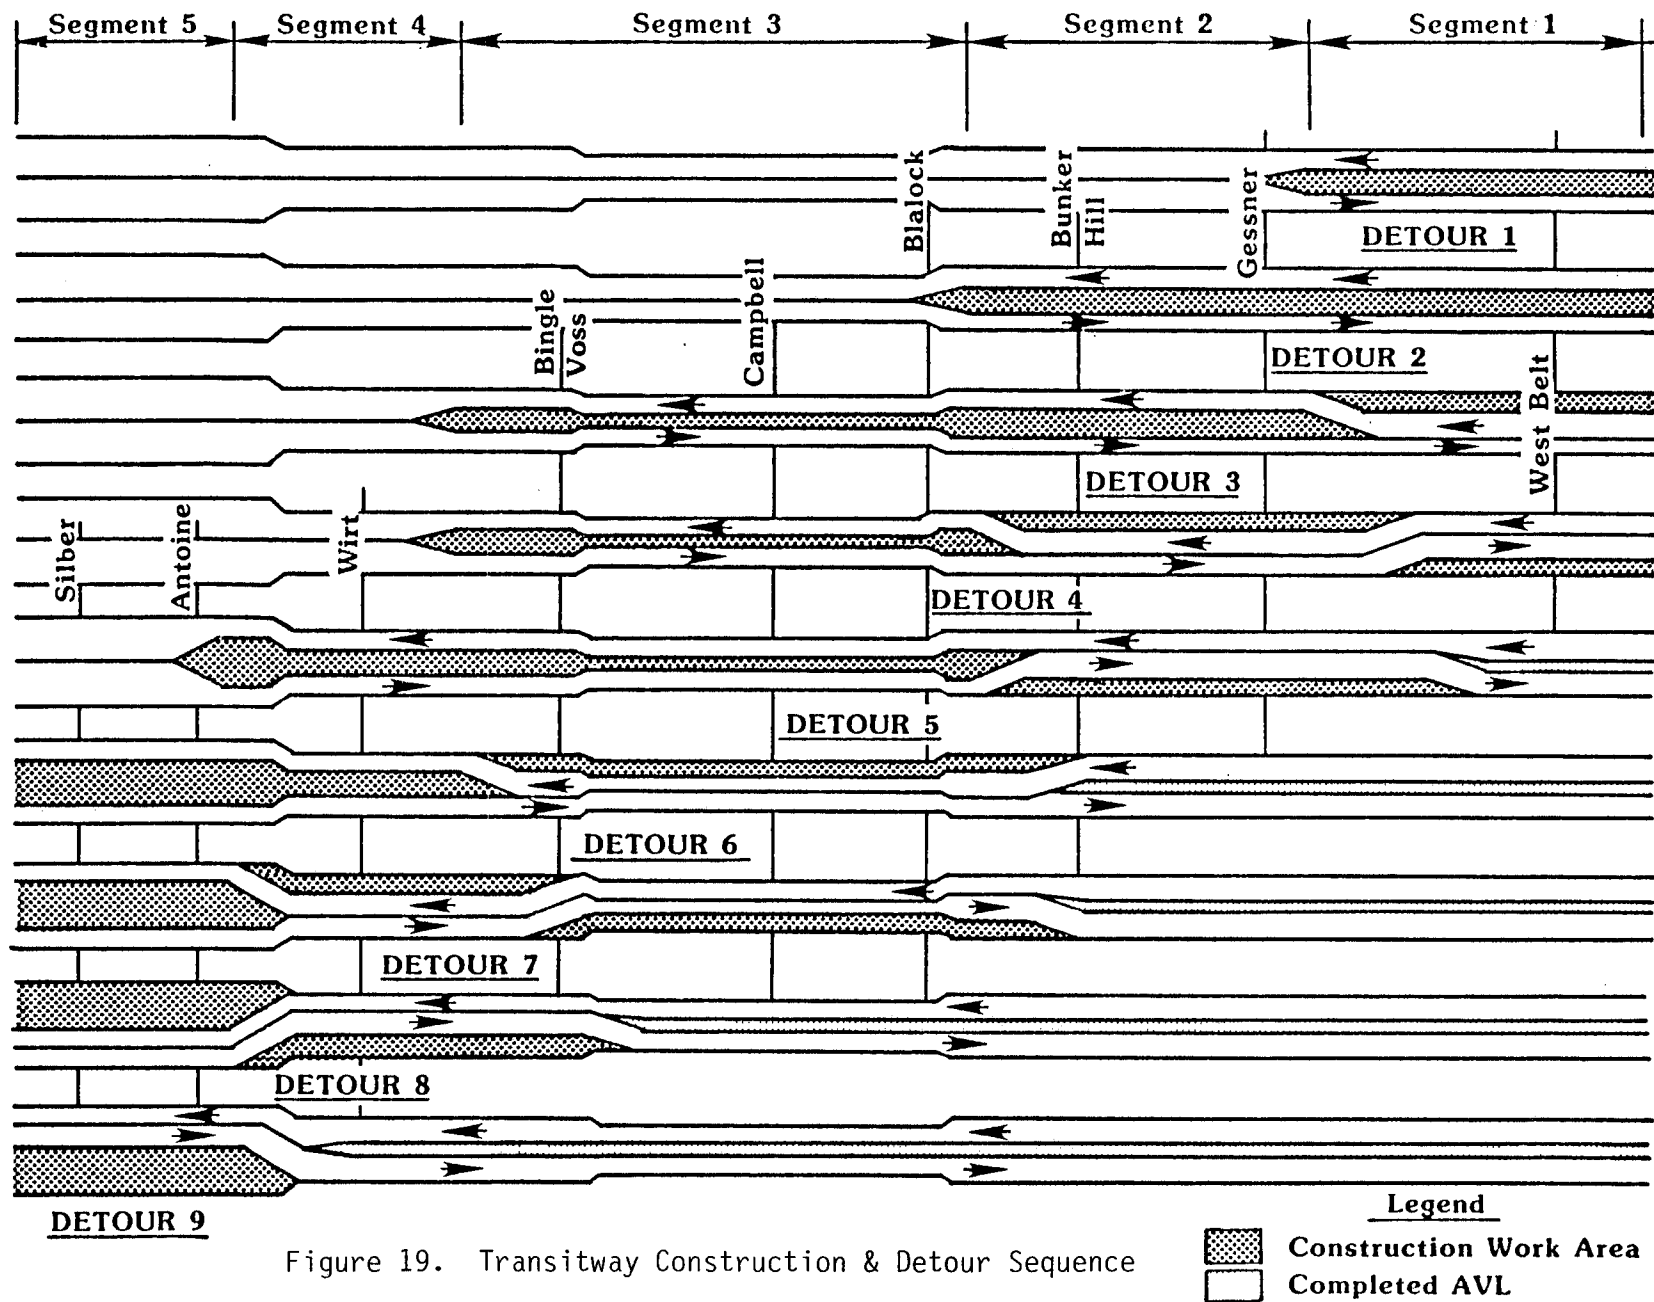 Segment 5 Segment 4 Segment 3 Segment 2 Segment 1
Blalock
Bunker
Hill
Gessner
DETOUR 1
Bingle
Voss
Campbell
DETOUR 2
West Belt
DETOUR 3
Silber
Antoine
Wirt
DETOUR 4
DETOUR 5
DETOUR 6
DETOUR 7
DETOUR 8
DETOUR 9
Legend
Construction Work Area
Completed AVL
Figure 19. Transitway Construction & Detour Sequence